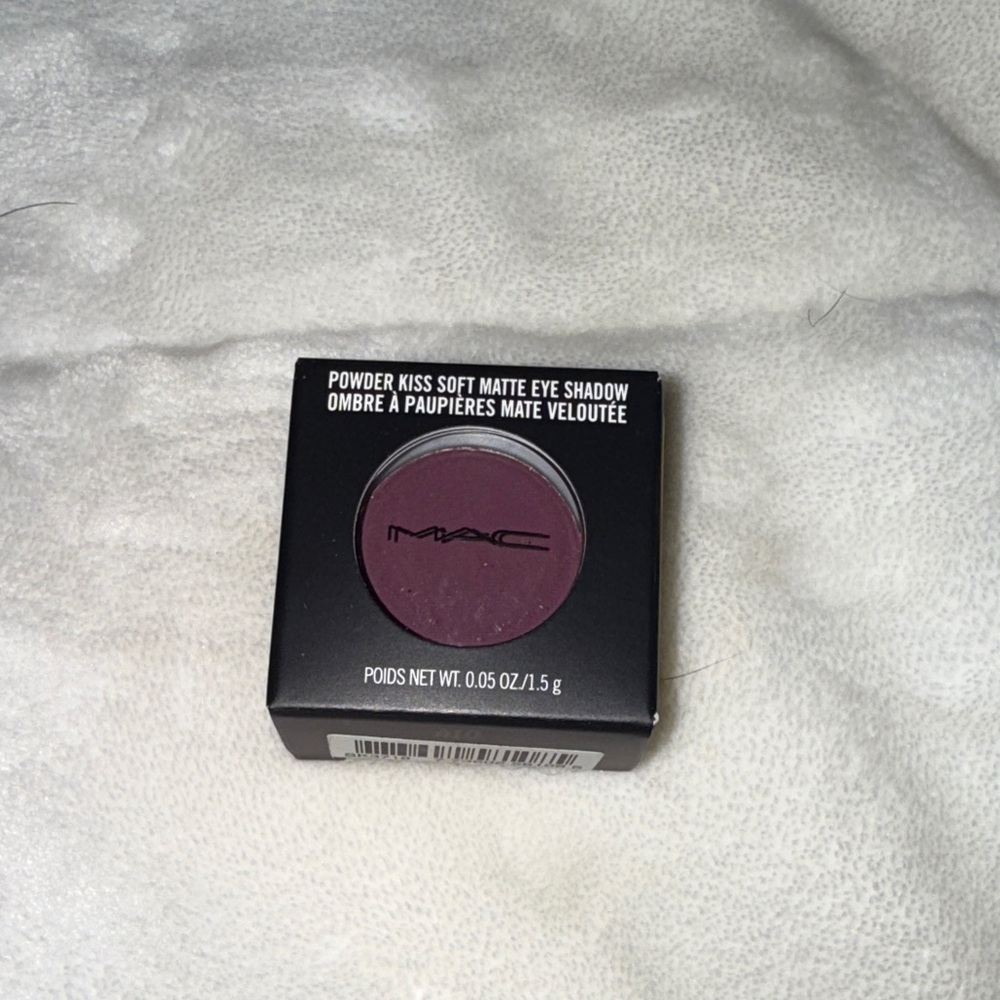 POWDER KISS SOFT MATTE EYE SHADOW
OMBRE À PAUPIÈRES MATE VELOUTÉE
MAC
POIDS NET WT. 0.05 OZ./1.5 g